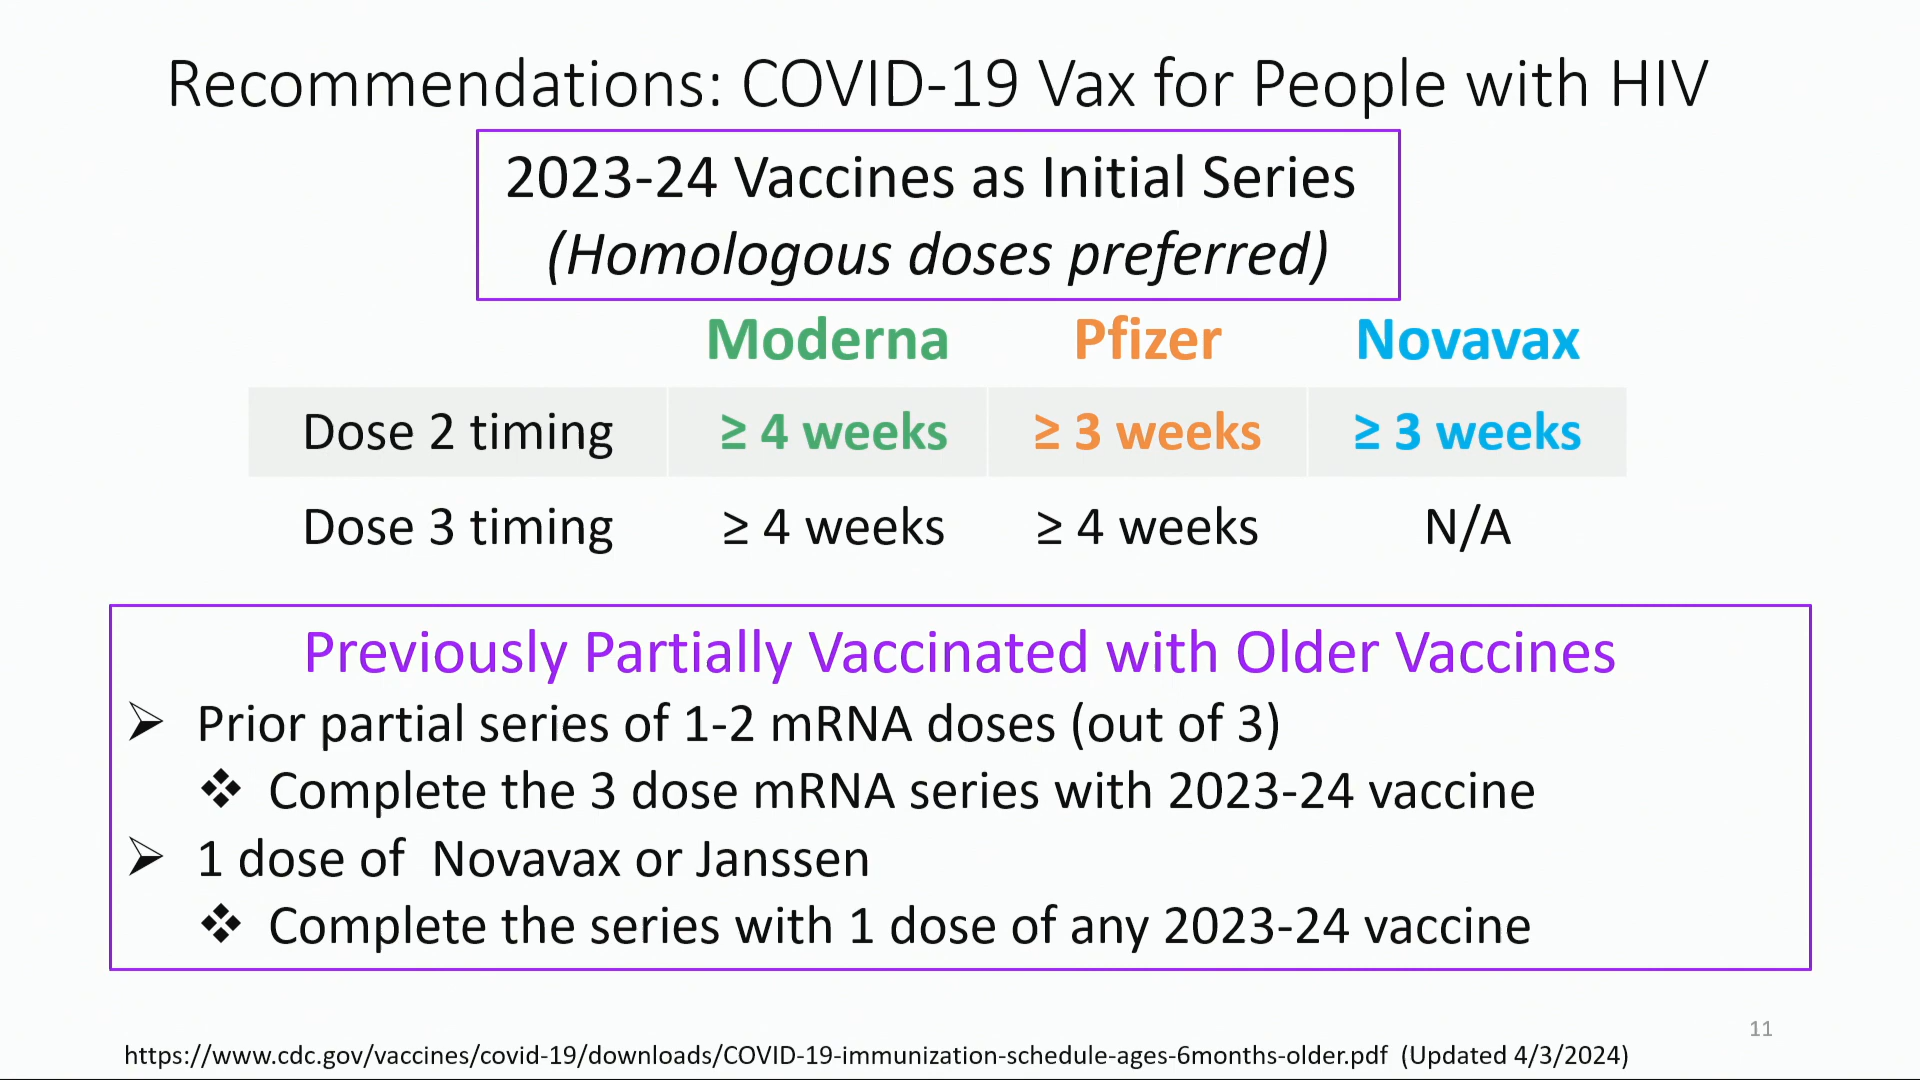 Recommendations: COVID-19 Vax for People with HIV
2023-24 Vaccines as Initial Series
(Homologous doses preferred)
Moderna Pfizer Novavax
Dose 2 timing ≥ 4 weeks ≥ 3 weeks ≥ 3 weeks
Dose 3 timing ≥ 4 weeks ≥ 4 weeks N/A
Previously Partially Vaccinated with Older Vaccines
➢ Prior partial series of 1-2 mRNA doses (out of 3)
❖ Complete the 3 dose mRNA series with 2023-24 vaccine
➢ 1 dose of Novavax or Janssen
❖ Complete the series with 1 dose of any 2023-24 vaccine
11
https://www.cdc.gov/vaccines/covid-19/downloads/COVID-19-immunization-schedule-ages-6months-older.pdf (Updated 4/3/2024)